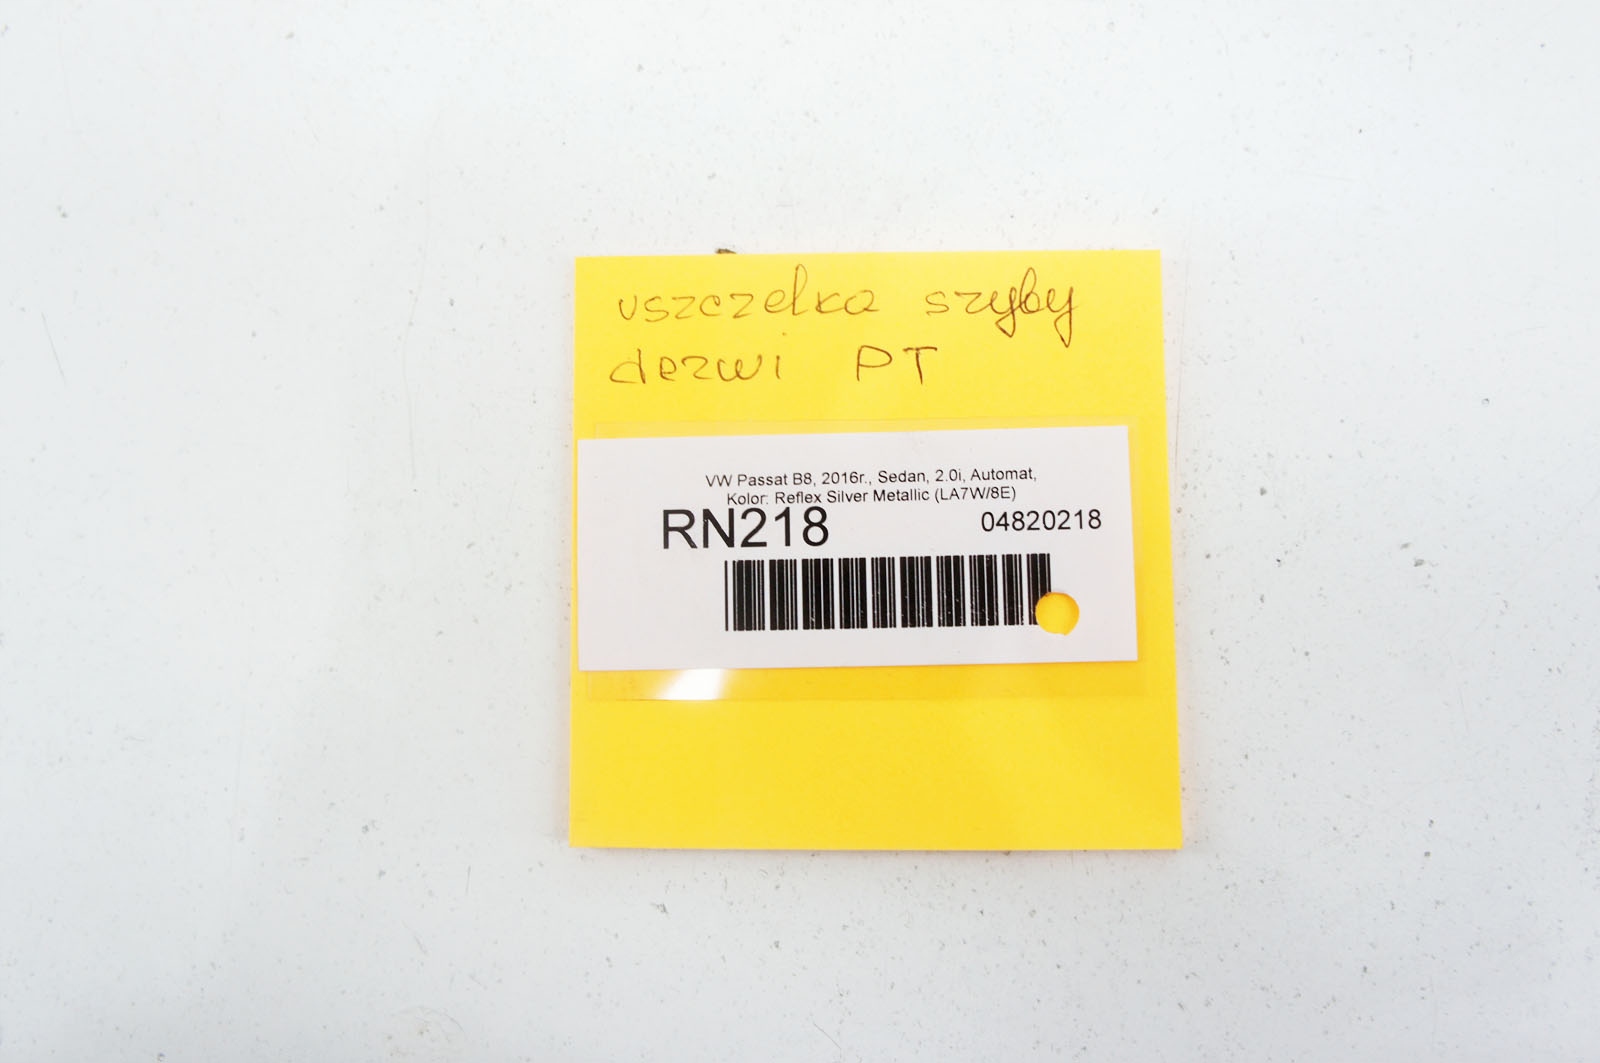 uszczelka szyby
drzwi PT
VW Passat B8, 2016r., Sedan, 2.0i, Automat,
Kolor: Reflex Silver Metallic (LA7W/8E)
RN218 04820218